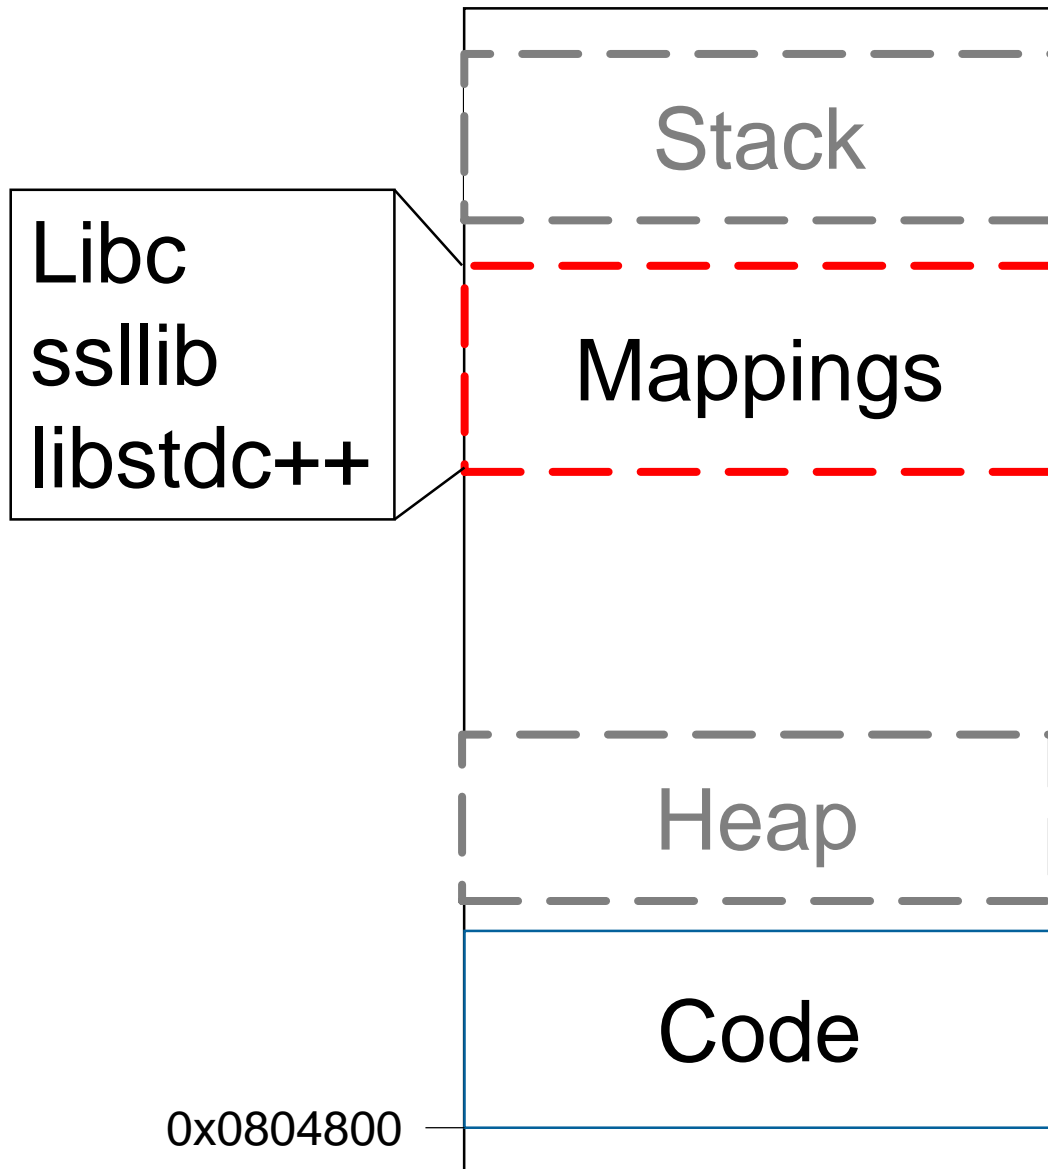 Stack
Libc
ssllib
libstdc++
Mappings
Heap
Code
0x0804800